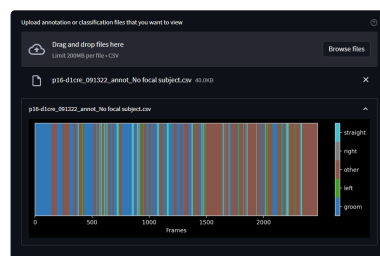 Upload annotation or classification files that you want to view
Drag and drop files here
Limit 200MB per file • CSV
Browse files
p16-d1cre_091322_annot_No focal subject.csv 40.0KB
p16-d1cre_091322_annot_No focal subject.csv
straight
right
other
left
groom
0 500 1000 1500 2000
Frames